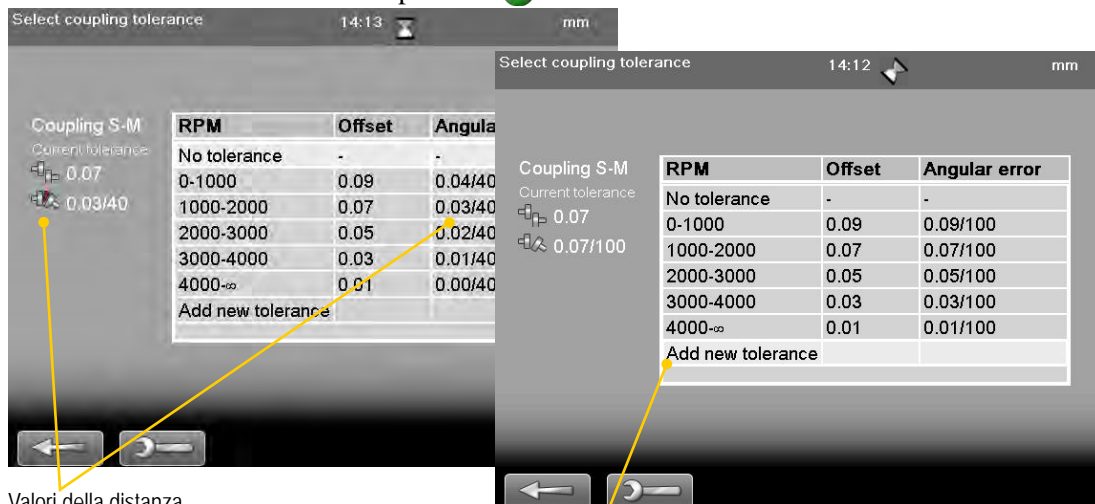 Select coupling tolerance 14:13 mm
Coupling S-M
Current tolerance
0.07
0.03/40
RPM Offset Angula
No tolerance - -
0-1000 0.09 0.04/40
1000-2000 0.07 0.03/40
2000-3000 0.05 0.02/40
3000-4000 0.03 0.01/40
4000-∞ 0.01 0.00/40
Add new tolerance
Valori della distanza
Select coupling tolerance 14:12 mm
Coupling S-M
Current tolerance
0.07
0.07/100
RPM Offset Angular error
No tolerance - -
0-1000 0.09 0.09/100
1000-2000 0.07 0.07/100
2000-3000 0.05 0.05/100
3000-4000 0.03 0.03/100
4000-∞ 0.01 0.01/100
Add new tolerance